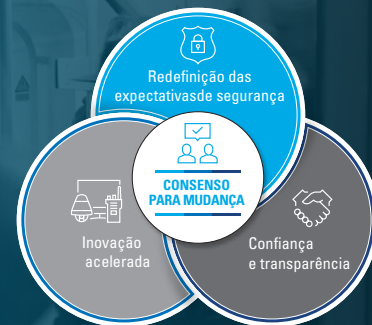 Redefinição das
expectativasde segurança
CONSENSO
PARA MUDANÇA
Inovação
acelerada
Confiança
e transparência